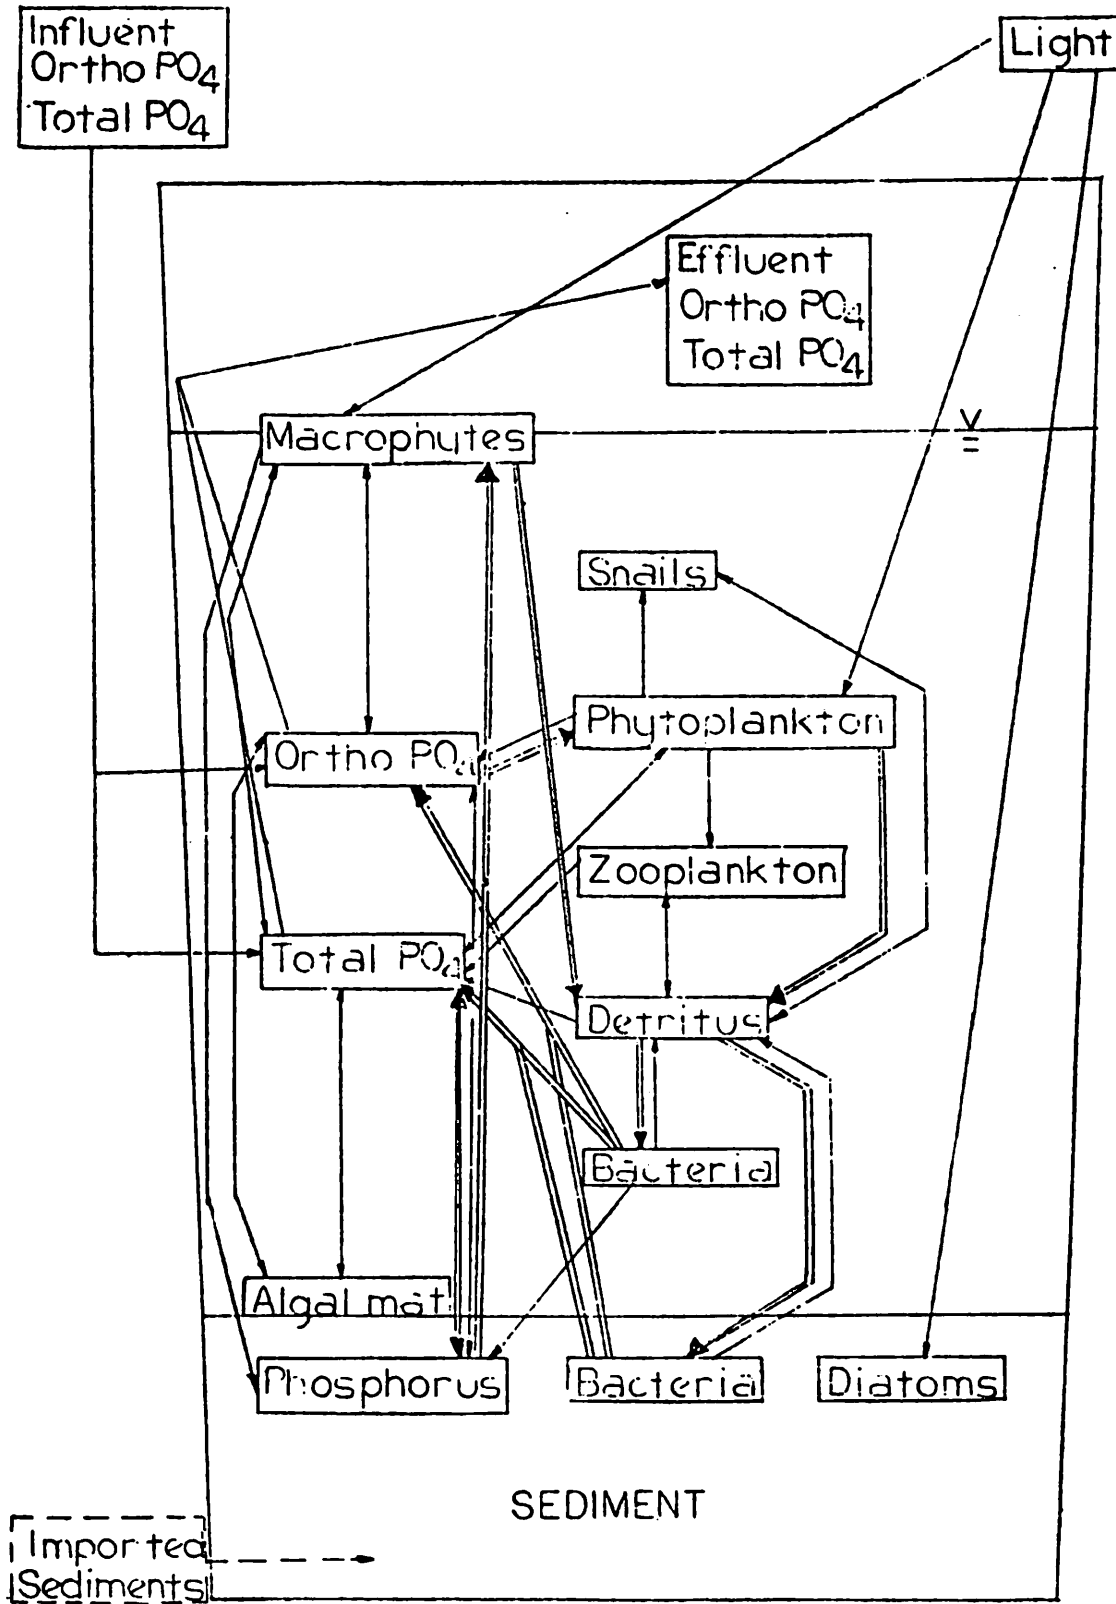 Influent
Ortho PO4
Total PO4
Light
Effluent
Ortho PO4
Total PO4
Macrophytes
Snails
Phytoplankton
Ortho PO4
Zooplankton
Total PO4
Detritus
Bacteria
Algal mat
Phosphorus
Bacteria
Diatoms
SEDIMENT
Imported
Sediments